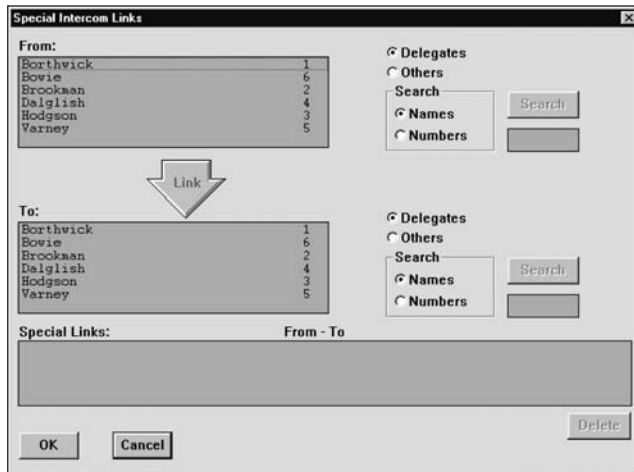 Special Intercom Links
From:
Borthwick 1
Bowie 6
Brookman 2
Dalglish 4
Hodgson 3
Varney 5
Delegates
Others
Search
Names
Numbers
Search
Link
To:
Borthwick 1
Bowie 6
Brookman 2
Dalglish 4
Hodgson 3
Varney 5
Delegates
Others
Search
Names
Numbers
Search
Special Links: From - To
Delete
OK Cancel